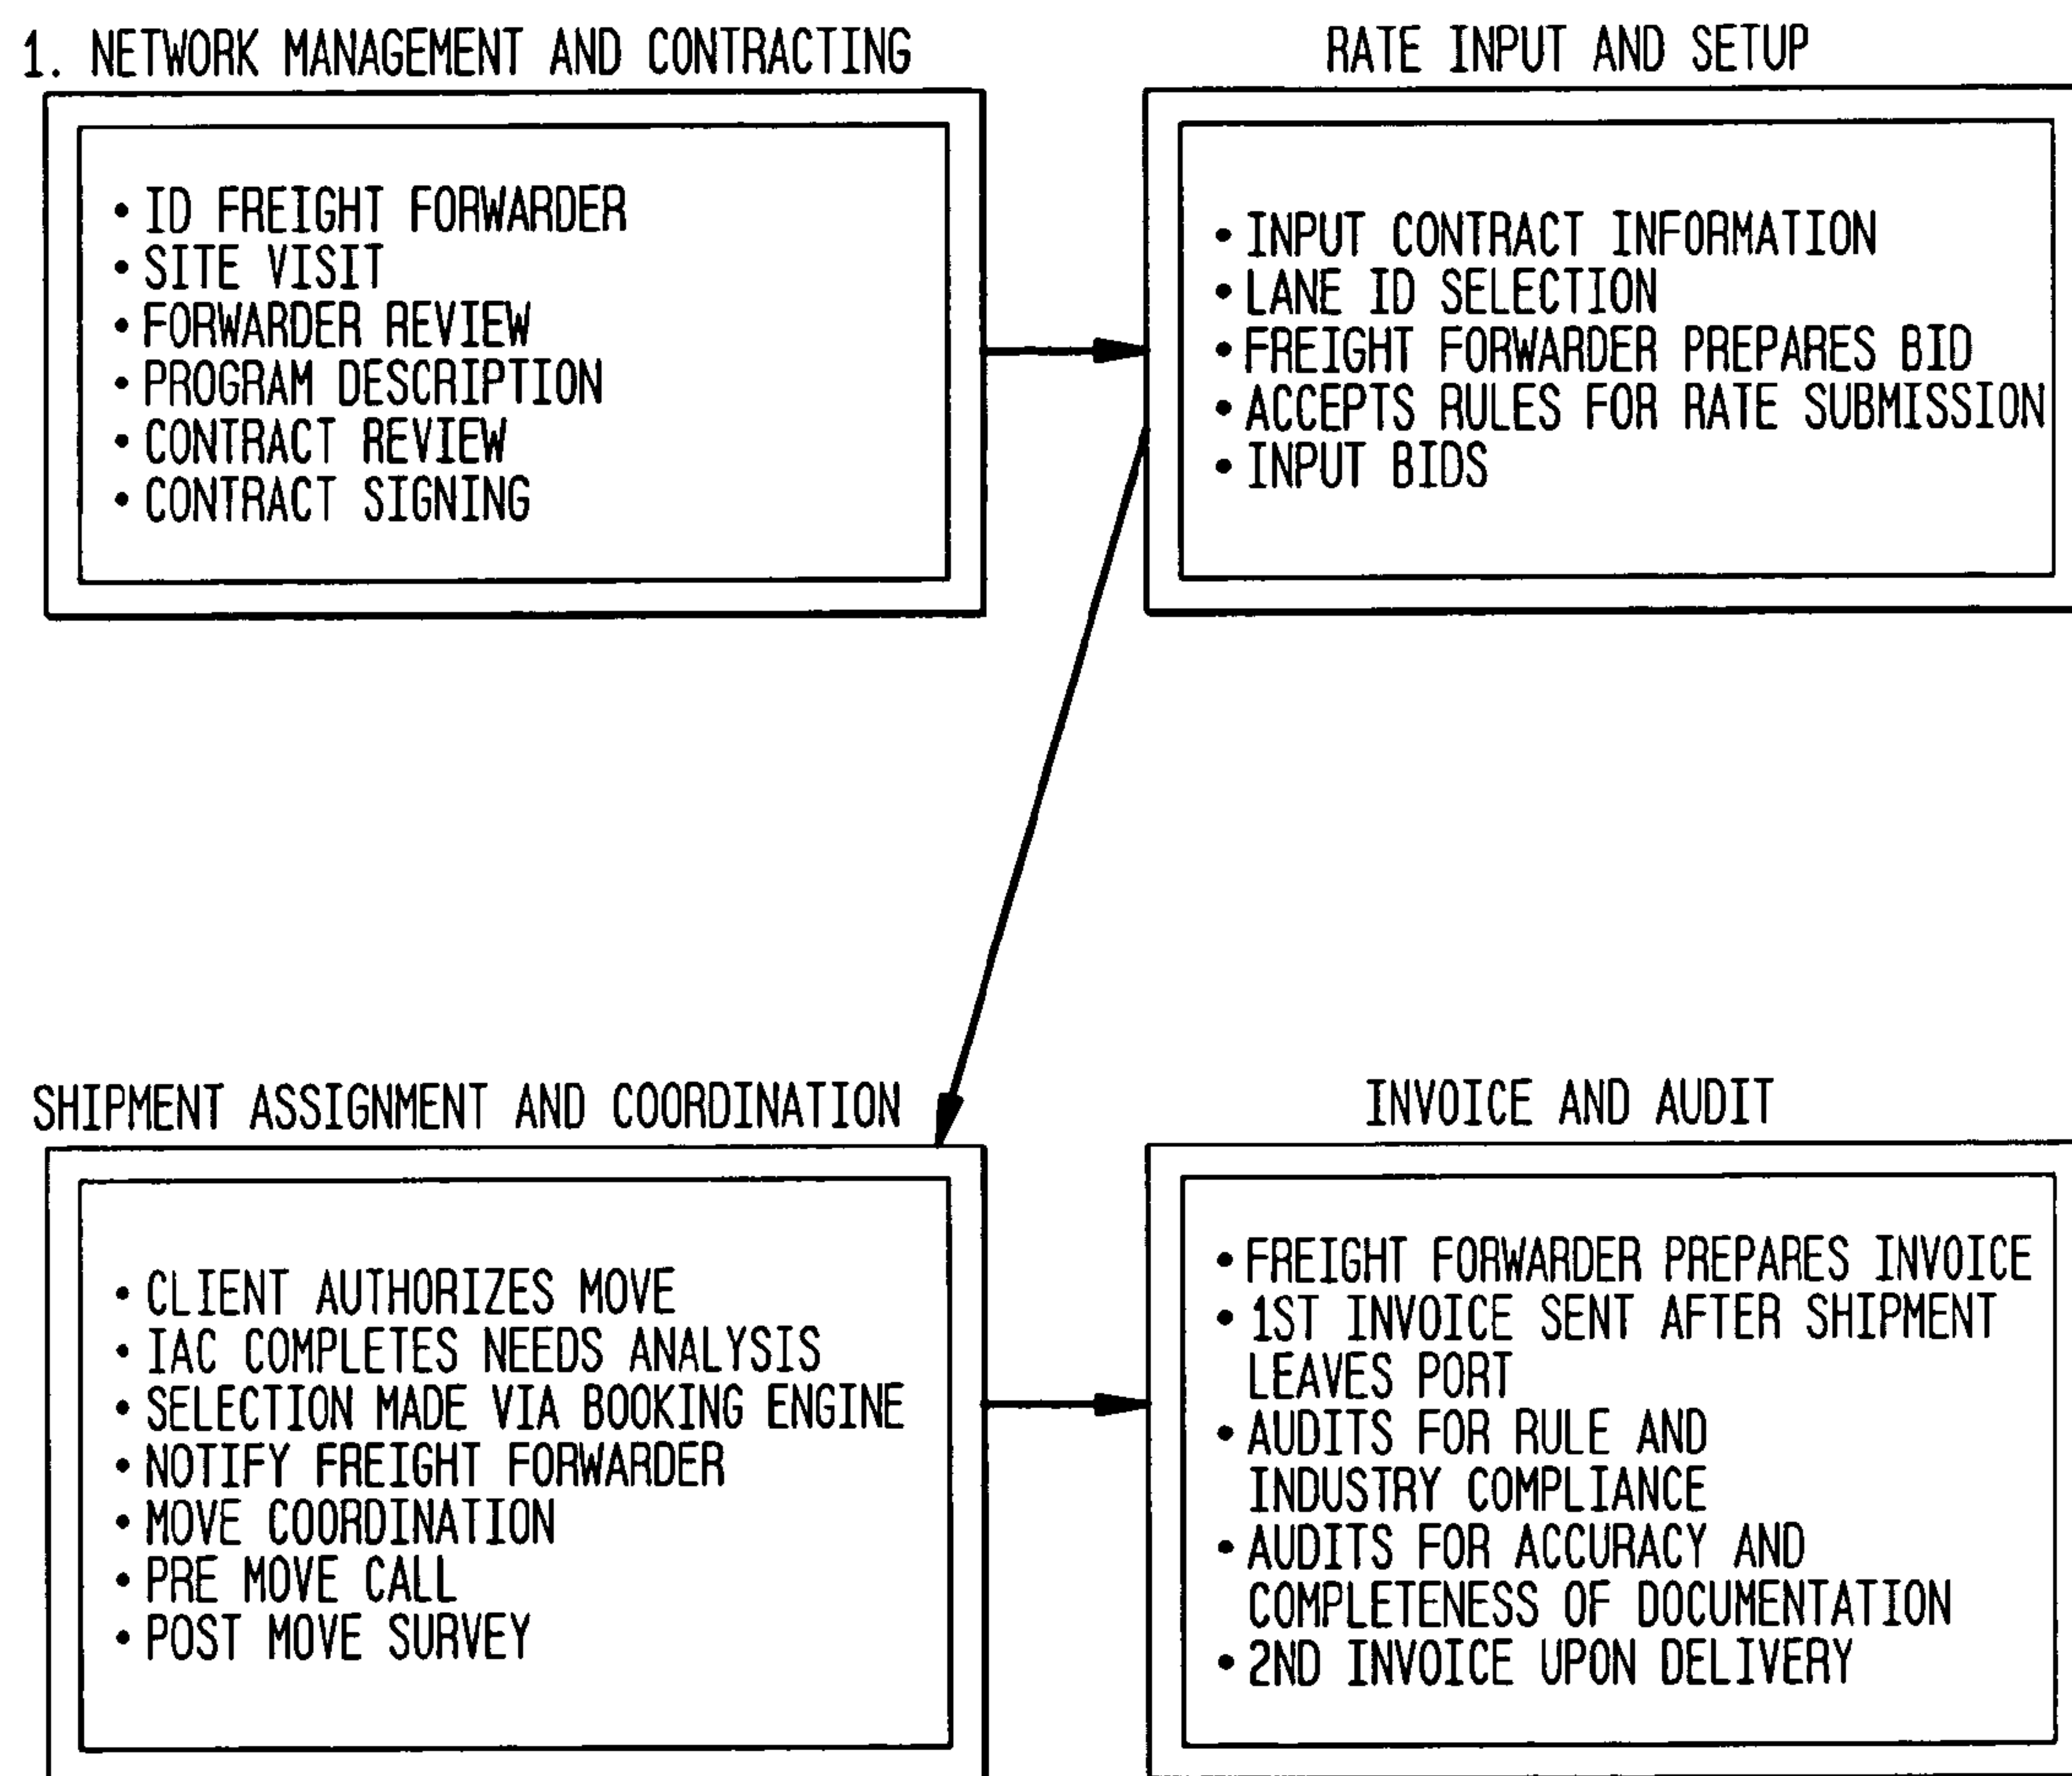 1. NETWORK MANAGEMENT AND CONTRACTING
• ID FREIGHT FORWARDER
• SITE VISIT
• FORWARDER REVIEW
• PROGRAM DESCRIPTION
• CONTRACT REVIEW
• CONTRACT SIGNING
RATE INPUT AND SETUP
• INPUT CONTRACT INFORMATION
• LANE ID SELECTION
• FREIGHT FORWARDER PREPARES BID
• ACCEPTS RULES FOR RATE SUBMISSION
• INPUT BIDS
SHIPMENT ASSIGNMENT AND COORDINATION
• CLIENT AUTHORIZES MOVE
• IAC COMPLETES NEEDS ANALYSIS
• SELECTION MADE VIA BOOKING ENGINE
• NOTIFY FREIGHT FORWARDER
• MOVE COORDINATION
• PRE MOVE CALL
• POST MOVE SURVEY
INVOICE AND AUDIT
• FREIGHT FORWARDER PREPARES INVOICE
• 1ST INVOICE SENT AFTER SHIPMENT
LEAVES PORT
• AUDITS FOR RULE AND
INDUSTRY COMPLIANCE
• AUDITS FOR ACCURACY AND
COMPLETENESS OF DOCUMENTATION
• 2ND INVOICE UPON DELIVERY